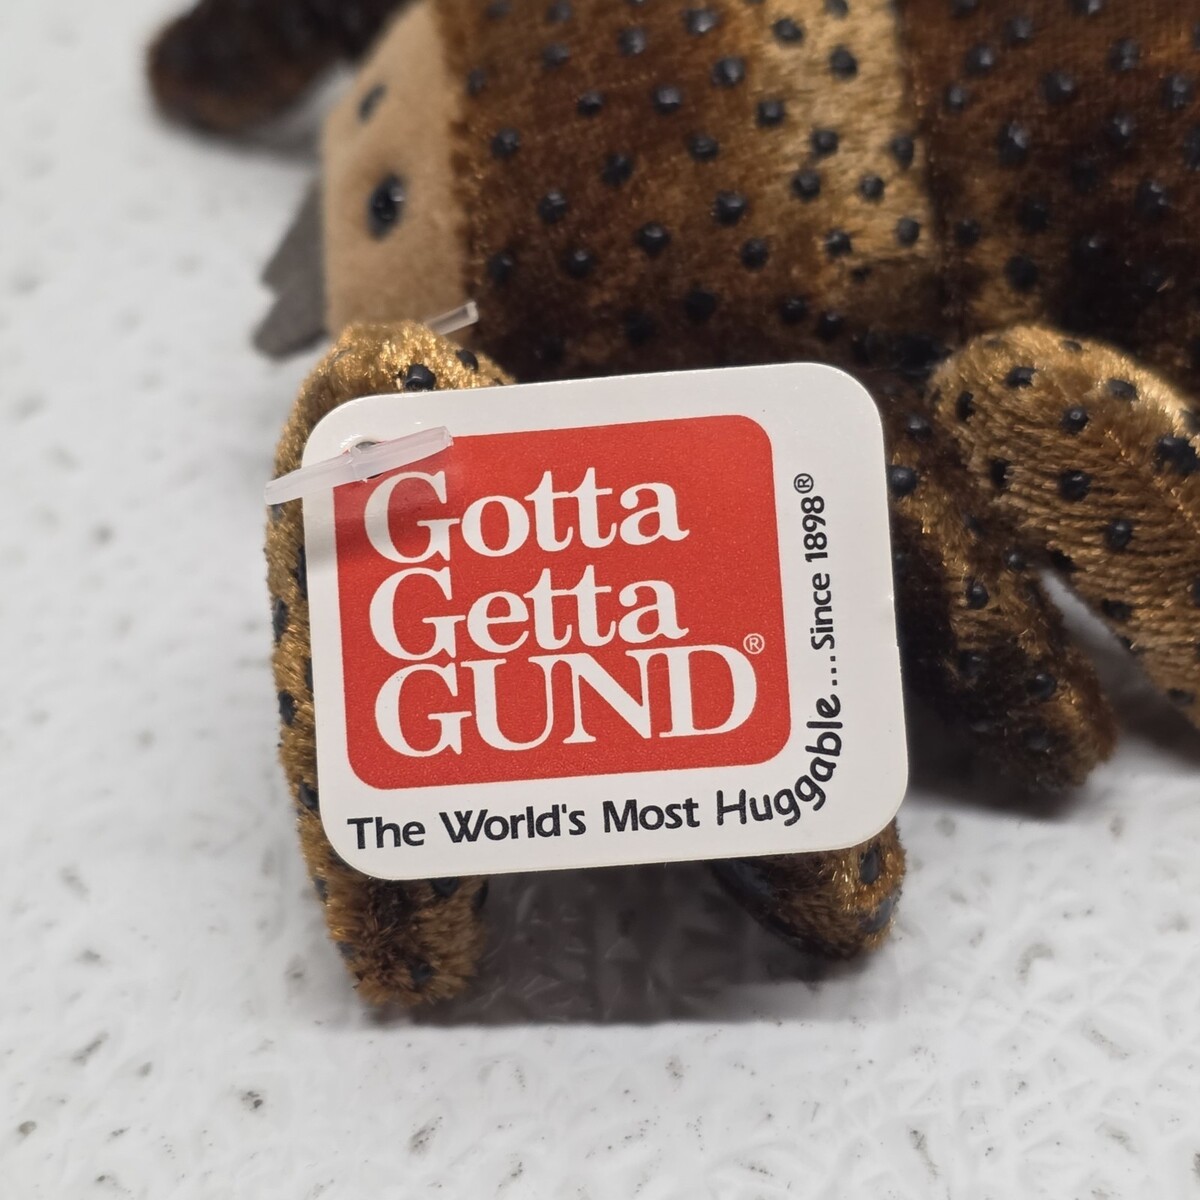 Gotta
Getta
GUND®
The World's Most Huggable...Since 1898®